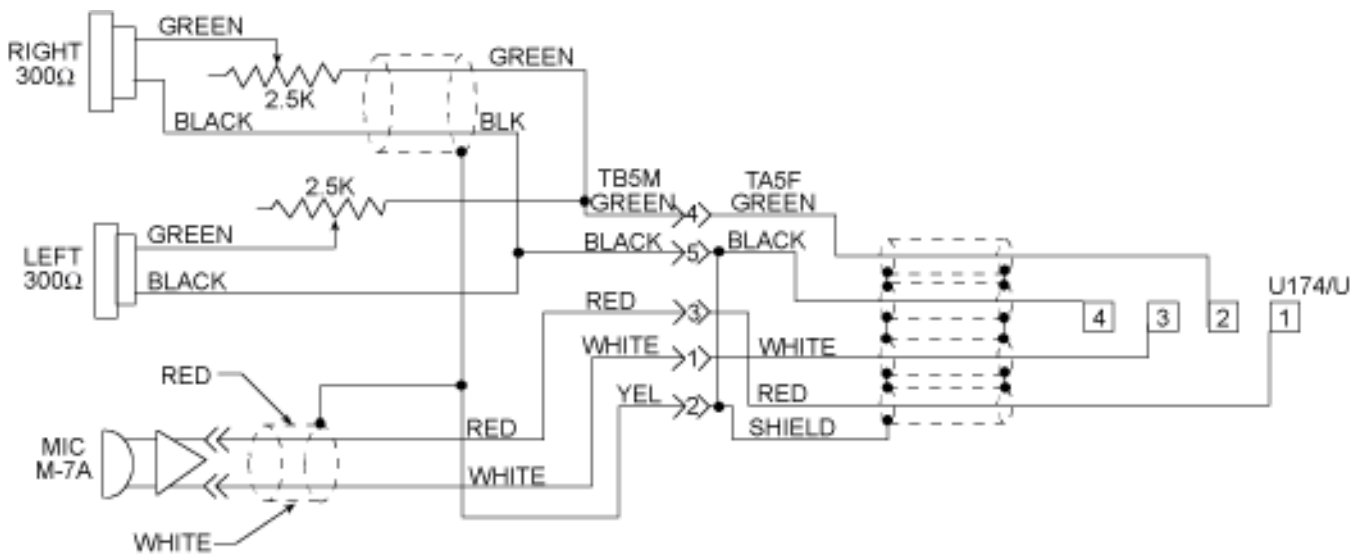 GREEN
RIGHT
300Ω
GREEN
2.5K
BLACK
BLK
2.5K
TB5M
TA5F
GREEN
4
GREEN
GREEN
BLACK
5
BLACK
LEFT
300Ω
BLACK
RED
3
U174/U
4
3
2
1
WHITE
1
WHITE
RED
YEL
2
RED
MIC
M-7A
RED
SHIELD
WHITE
WHITE